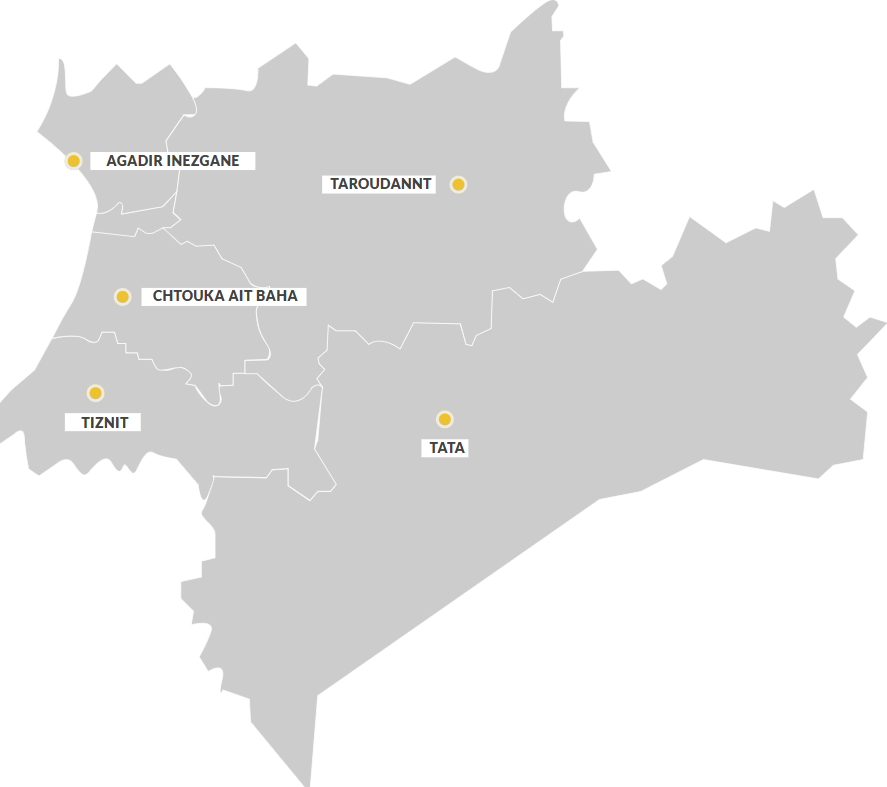 AGADIR INEZGANE
TAROUDANNT
CHTOUKA AIT BAHA
TIZNIT
TATA